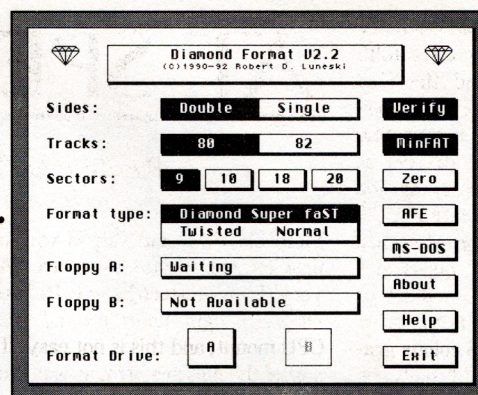 Diamond Format V2.2
(C)1990-92 Robert D. Luneski
Sides: Double Single Verify
Tracks: 80 82 MinFAT
Sectors: 9 10 18 20 Zero
Format type: Diamond Super faST AFE
Twisted Normal
MS-DOS
Floppy A: Waiting
About
Floppy B: Not Available
Help
Format Drive: A B Exit